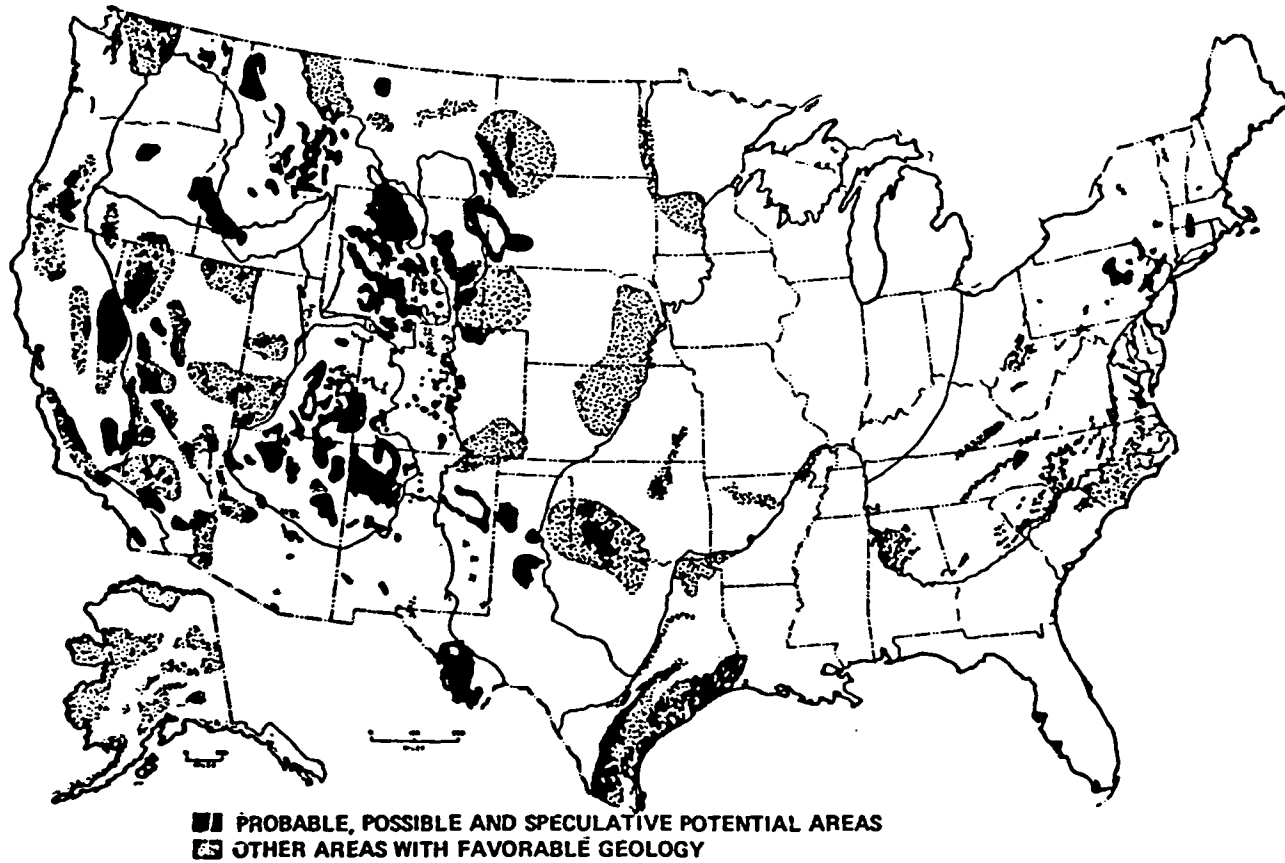 PROBABLE, POSSIBLE AND SPECULATIVE POTENTIAL AREAS
OTHER AREAS WITH FAVORABLE GEOLOGY